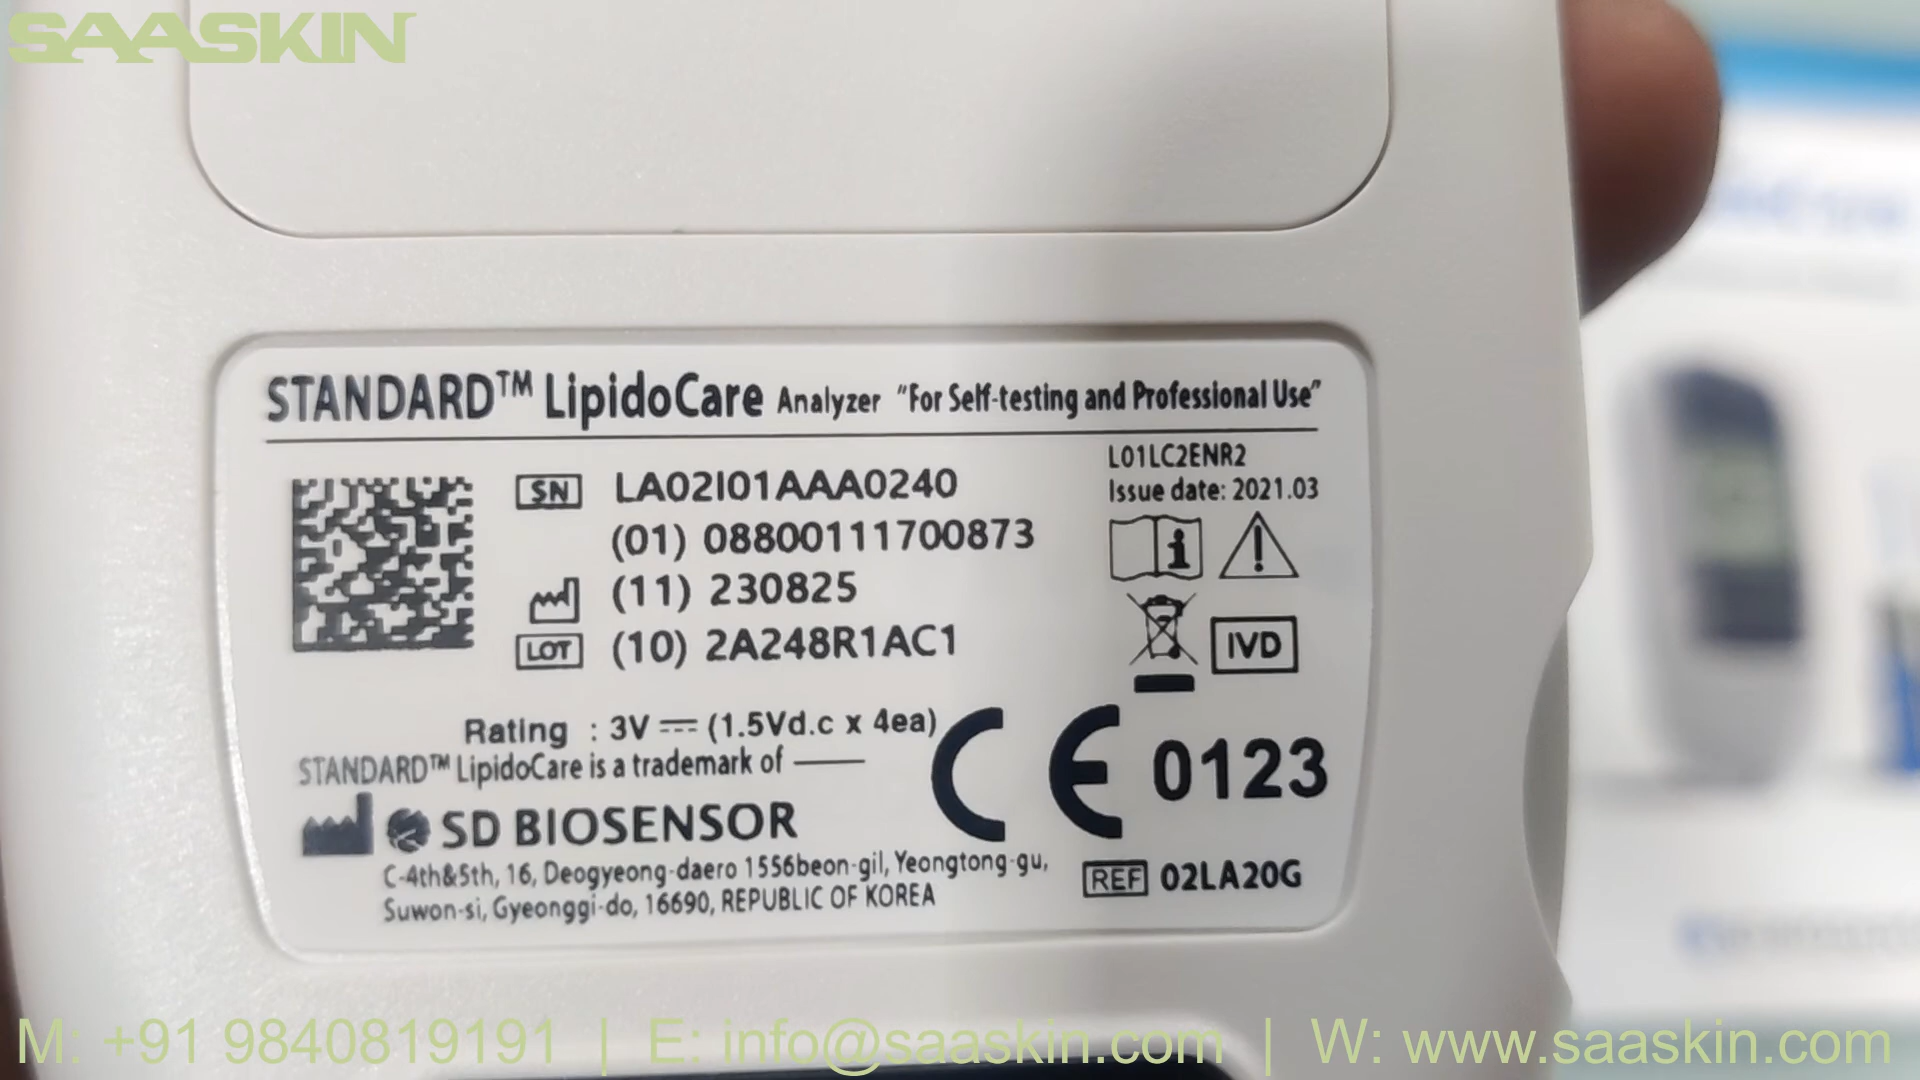 SAASKIN
STANDARD™ LipidoCare Analyzer "For Self-testing and Professional Use"
L01LC2ENR2
Issue date: 2021.03
SN LA02I01AAA0240
(01) 08800111700873
(11) 230825
LOT (10) 2A248R1AC1
IVD
Rating : 3V ⎓ (1.5Vd.c x 4ea)
STANDARD™ LipidoCare is a trademark of
SD BIOSENSOR
CE 0123
C-4th&5th, 16, Deogyeong-daero 1556beon-gil, Yeongtong-gu,
Suwon-si, Gyeonggi-do, 16690, REPUBLIC OF KOREA
REF 02LA20G
M: +91 9840819191 | E: info@saaskin.com | W: www.saaskin.com